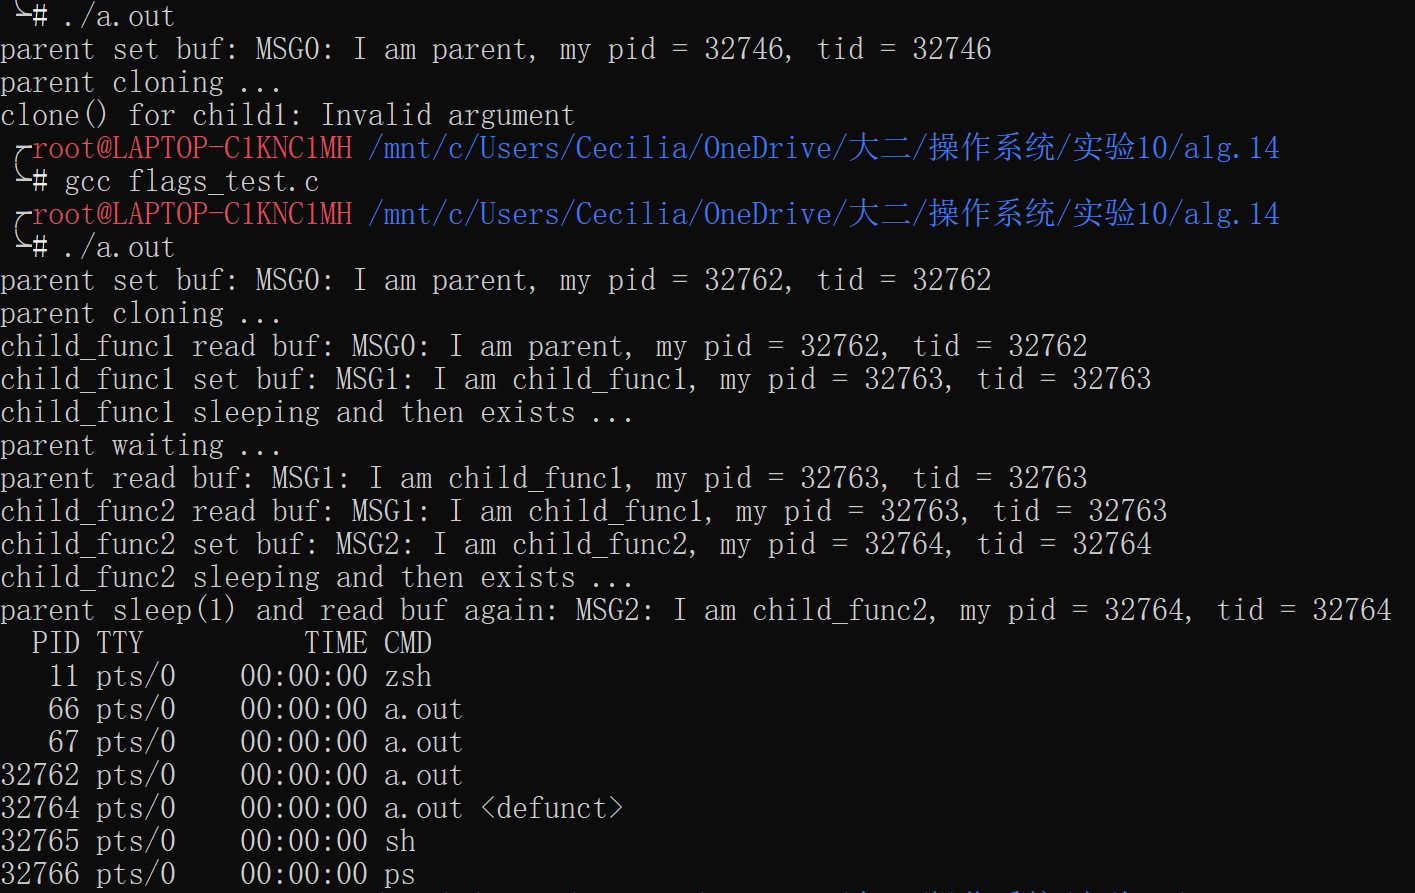 ╰─# ./a.out
parent set buf: MSG0: I am parent, my pid = 32746, tid = 32746
parent cloning ...
clone() for child1: Invalid argument
╭─root@LAPTOP-C1KNC1MH /mnt/c/Users/Cecilia/OneDrive/大二/操作系统/实验10/alg.14
╰─# gcc flags_test.c
╭─root@LAPTOP-C1KNC1MH /mnt/c/Users/Cecilia/OneDrive/大二/操作系统/实验10/alg.14
╰─# ./a.out
parent set buf: MSG0: I am parent, my pid = 32762, tid = 32762
parent cloning ...
child_func1 read buf: MSG0: I am parent, my pid = 32762, tid = 32762
child_func1 set buf: MSG1: I am child_func1, my pid = 32763, tid = 32763
child_func1 sleeping and then exists ...
parent waiting ...
parent read buf: MSG1: I am child_func1, my pid = 32763, tid = 32763
child_func2 read buf: MSG1: I am child_func1, my pid = 32763, tid = 32763
child_func2 set buf: MSG2: I am child_func2, my pid = 32764, tid = 32764
child_func2 sleeping and then exists ...
parent sleep(1) and read buf again: MSG2: I am child_func2, my pid = 32764, tid = 32764
  PID TTY          TIME CMD
   11 pts/0    00:00:00 zsh
   66 pts/0    00:00:00 a.out
   67 pts/0    00:00:00 a.out
32762 pts/0    00:00:00 a.out
32764 pts/0    00:00:00 a.out <defunct>
32765 pts/0    00:00:00 sh
32766 pts/0    00:00:00 ps